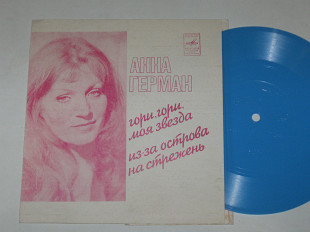 АННА
ГЕРМАН
гори, гори,
моя звезда
из-за острова
на стрежень